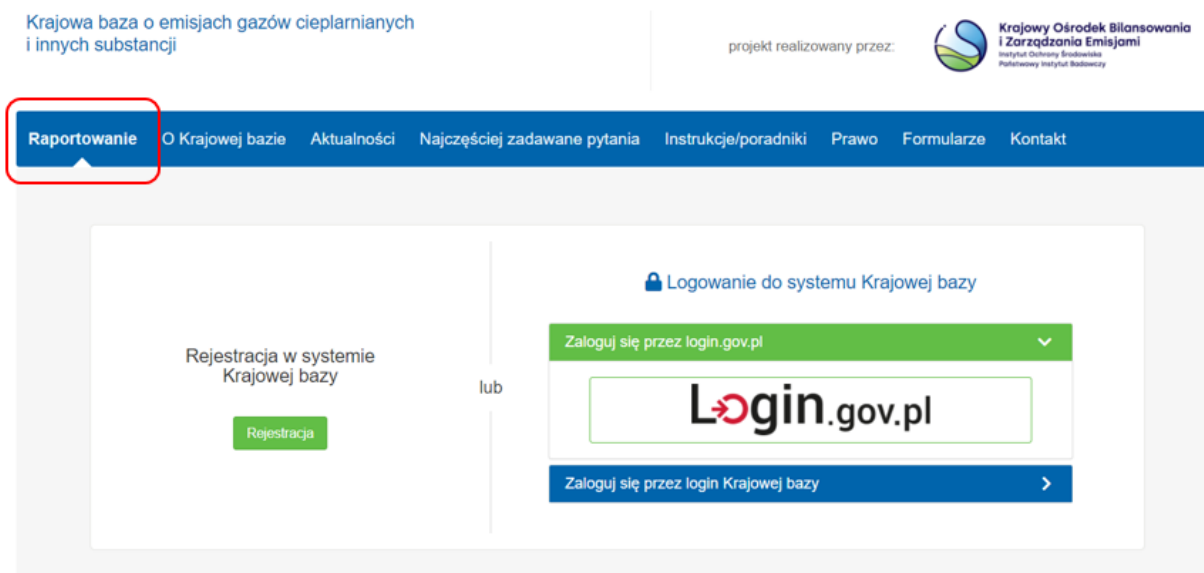 Krajowa baza o emisjach gazów cieplarnianych
i innych substancji
projekt realizowany przez:
Krajowy Ośrodek Bilansowania
i Zarządzania Emisjami
Instytut Ochrony Środowiska
Państwowy Instytut Badawczy
Raportowanie O Krajowej bazie Aktualności Najczęściej zadawane pytania Instrukcje/poradniki Prawo Formularze Kontakt
Rejestracja w systemie
Krajowej bazy
Rejestracja
lub
Logowanie do systemu Krajowej bazy
Zaloguj się przez login.gov.pl
Login.gov.pl
Zaloguj się przez login Krajowej bazy